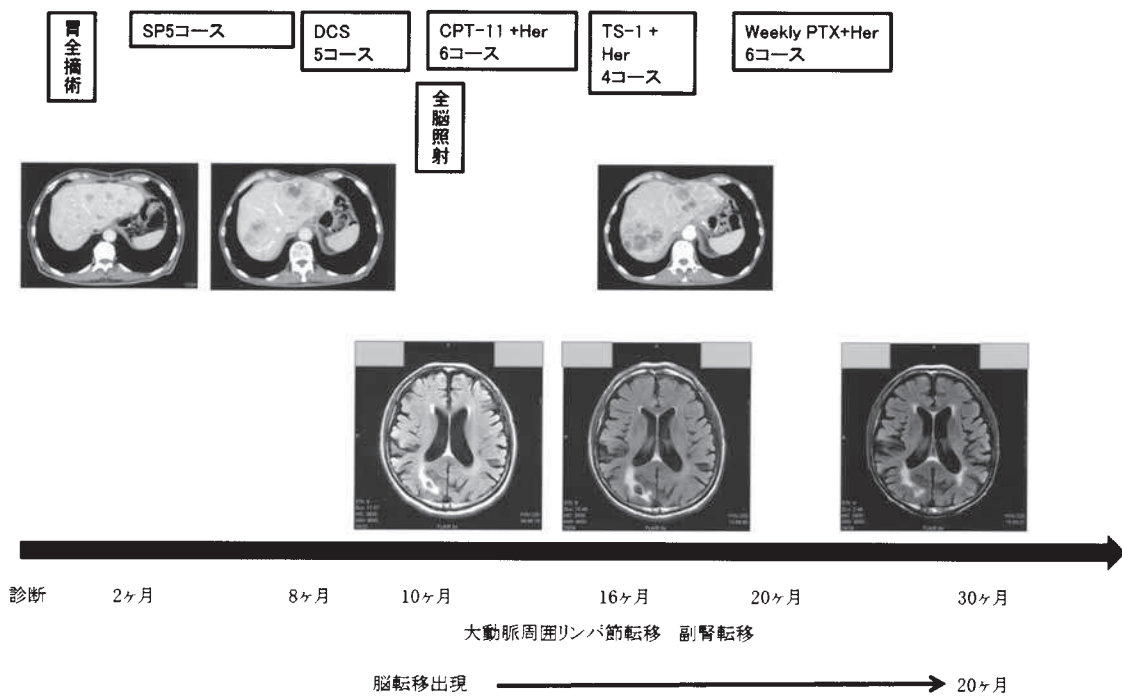 胃全摘術
SP5コース
DCS
5コース
CPT-11 +Her
6コース
TS-1 +
Her
4コース
Weekly PTX+Her
6コース
全脳照射
診断
2ヶ月
8ヶ月
10ヶ月
16ヶ月
20ヶ月
30ヶ月
大動脈周囲リンパ節転移 副腎転移
脳転移出現
20ヶ月